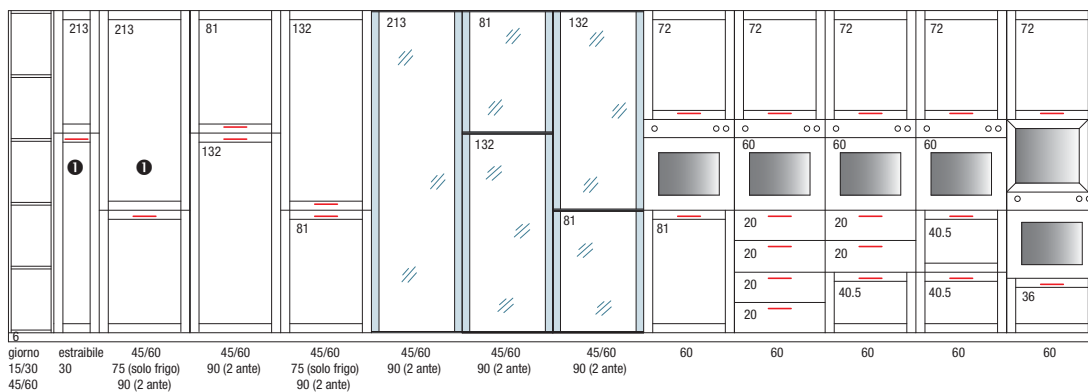 213 213 81 132 213 81 132 72 72 72 72 72
132 132 60 60 60
❶ ❶
81 81 81 20 20 40.5
20 20
20 40.5 40.5 36
20
6
giorno estraibile 45/60 45/60 45/60 45/60 45/60 45/60 60 60 60 60 60
15/30 30 75 (solo frigo) 90 (2 ante) 75 (solo frigo) 90 (2 ante) 90 (2 ante) 90 (2 ante)
45/60 90 (2 ante) 90 (2 ante)